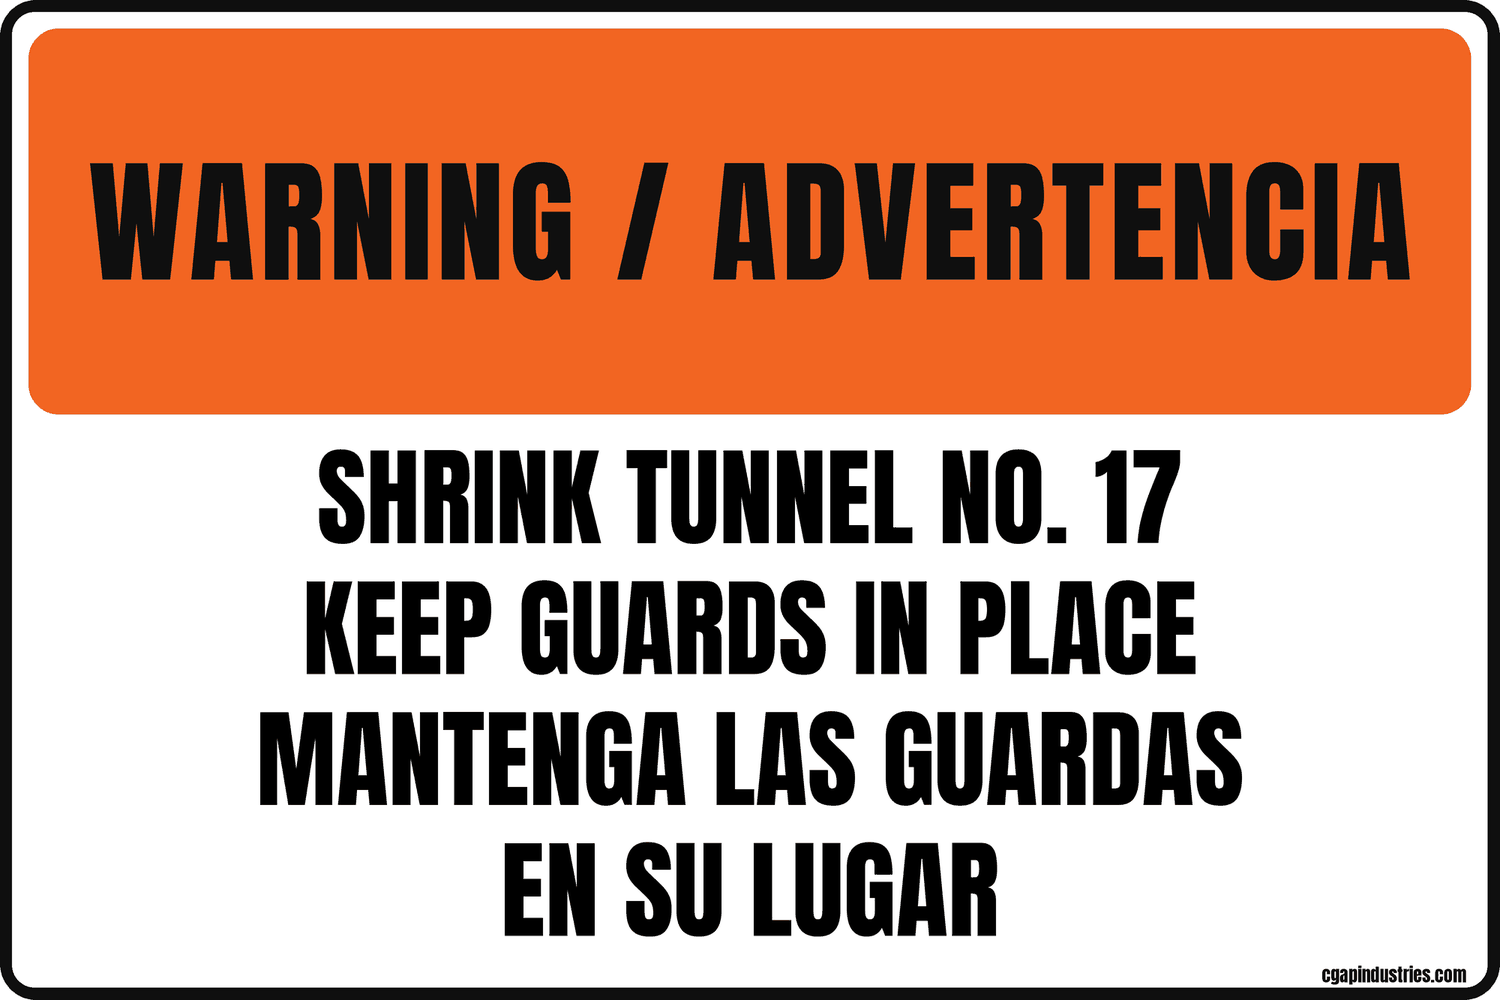 WARNING / ADVERTENCIA
SHRINK TUNNEL NO. 17
KEEP GUARDS IN PLACE
MANTENGA LAS GUARDAS
EN SU LUGAR
cgapindustries.com